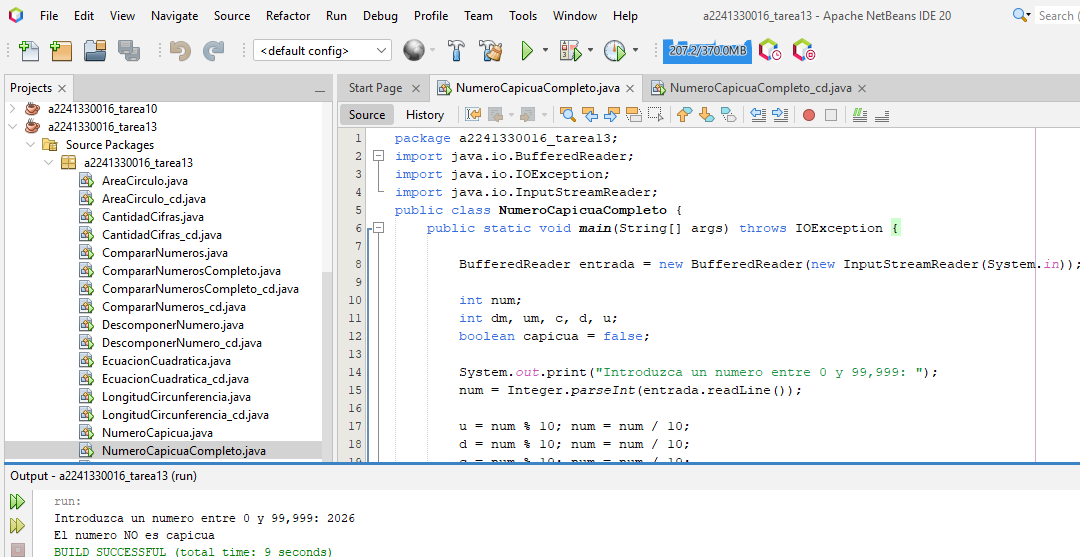 File Edit View Navigate Source Refactor Run Debug Profile Team Tools Window Help a2241330016_tarea13 - Apache NetBeans IDE 20 Search (
<default config> 207.2/370.0MB
Projects
a2241330016_tarea10
a2241330016_tarea13
Source Packages
a2241330016_tarea13
AreaCirculo.java
AreaCirculo_cd.java
CantidadCifras.java
CantidadCifras_cd.java
CompararNumeros.java
CompararNumerosCompleto.java
CompararNumerosCompleto_cd.java
CompararNumeros_cd.java
DescomponerNumero.java
DescomponerNumero_cd.java
EcuacionCuadratica.java
EcuacionCuadratica_cd.java
LongitudCircunferencia.java
LongitudCircunferencia_cd.java
NumeroCapicua.java
NumeroCapicuaCompleto.java
Start Page NumeroCapicuaCompleto.java NumeroCapicuaCompleto_cd.java
Source History
1 package a2241330016_tarea13;
2 import java.io.BufferedReader;
3 import java.io.IOException;
4 import java.io.InputStreamReader;
5 public class NumeroCapicuaCompleto {
6 public static void main(String[] args) throws IOException {
7
8 BufferedReader entrada = new BufferedReader(new InputStreamReader(System.in));
9
10 int num;
11 int dm, um, c, d, u;
12 boolean capicua = false;
13
14 System.out.print("Introduzca un numero entre 0 y 99,999: ");
15 num = Integer.parseInt(entrada.readLine());
16
17 u = num % 10; num = num / 10;
18 d = num % 10; num = num / 10;
19 c = num % 10; num = num / 10;
Output - a2241330016_tarea13 (run)
run:
Introduzca un numero entre 0 y 99,999: 2026
El numero NO es capicua
BUILD SUCCESSFUL (total time: 9 seconds)